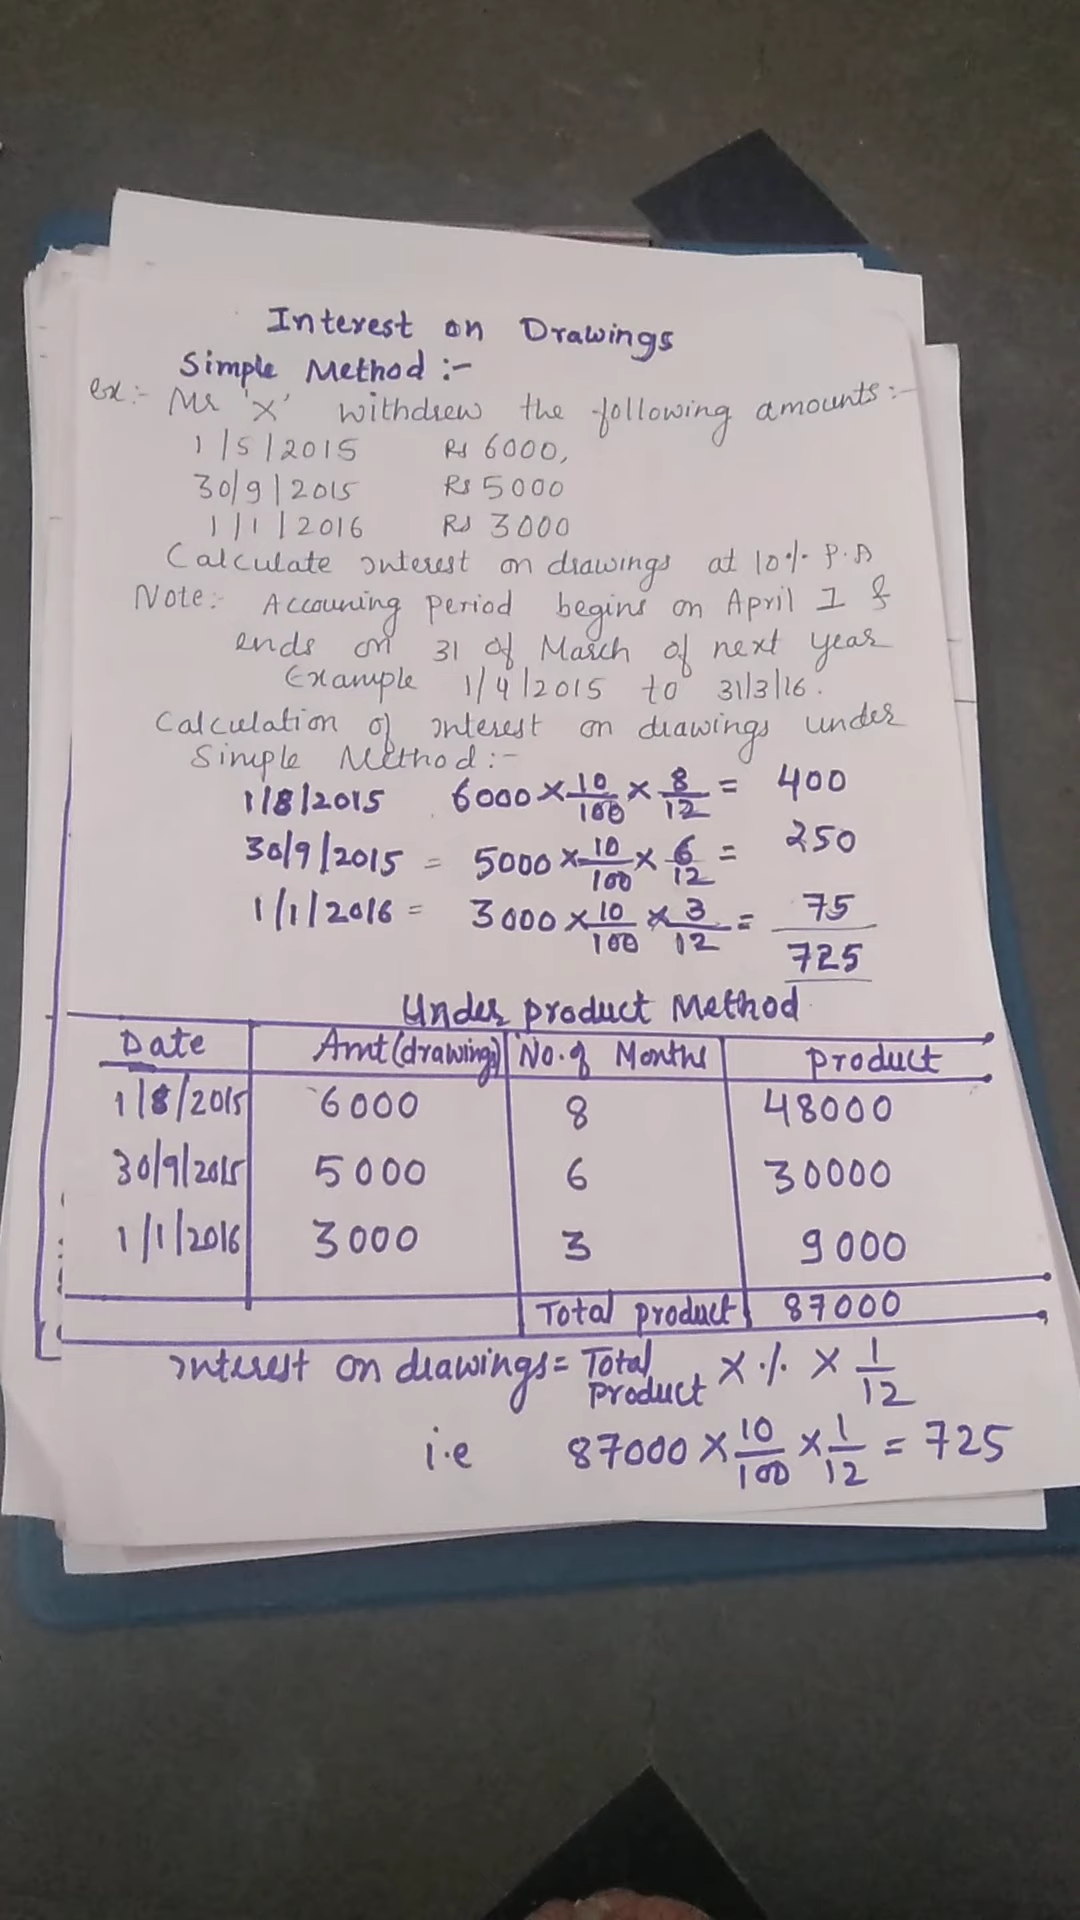 Interest on Drawings
Simple Method :-
ex:- Mr 'X' withdrew the following amounts:-
1/5/2015 Rs 6000,
30/9/2015 Rs 5000
1/1/2016 Rs 3000
Calculate interest on drawings at 10% P.A
Note:- Accouning period begins on April 1 &
ends on 31 of March of next year
Example 1/4/2015 to 31/3/16.
Calculation of interest on drawings under
Simple Method:-
1/8/2015 6000 × 10/100 × 8/12 = 400
30/9/2015 = 5000 × 10/100 × 6/12 = 250
1/1/2016 = 3000 × 10/100 × 3/12 = 75
725
Under product Method
Date Amt (drawings) No. of Months product
1/8/2015 6000 8 48000
30/9/2015 5000 6 30000
1/1/2016 3000 3 9000
Total product 87000
interest on drawings = Total product × % × 1/12
i.e 87000 × 10/100 × 1/12 = 725